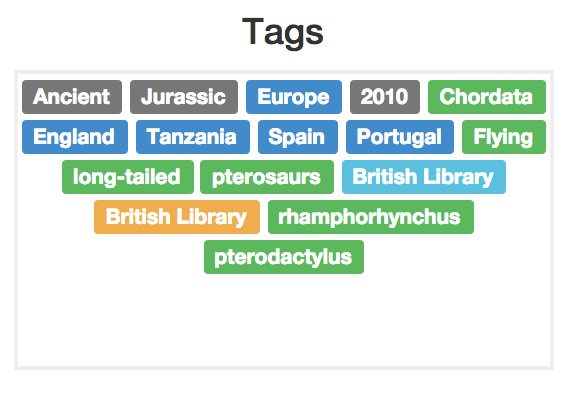 Tags
Ancient Jurassic Europe 2010 Chordata
England Tanzania Spain Portugal Flying
long-tailed pterosaurs British Library
British Library rhamphorhynchus
pterodactylus